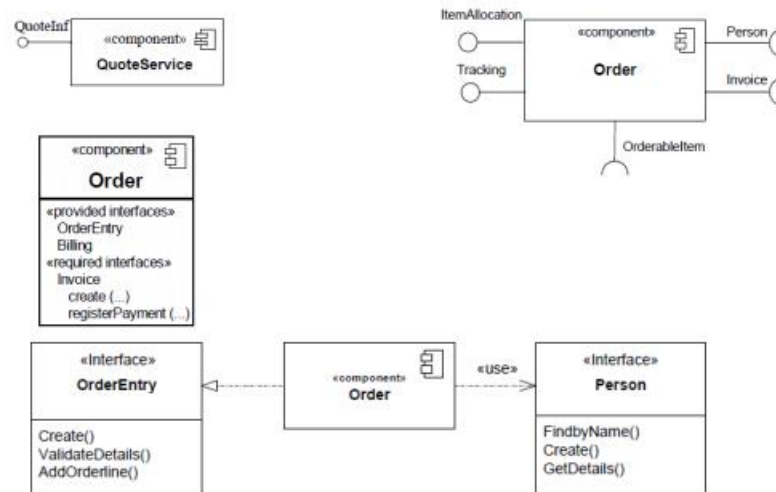 QuoteInf
«component»
QuoteService
ItemAllocation
Tracking
«component»
Order
Person
Invoice
OrderableItem
«component»
Order
«provided interfaces»
OrderEntry
Billing
«required interfaces»
Invoice
create (...)
registerPayment (...)
«Interface»
OrderEntry
Create()
ValidateDetails()
AddOrderline()
«component»
Order
«use»
«Interface»
Person
FindbyName()
Create()
GetDetails()